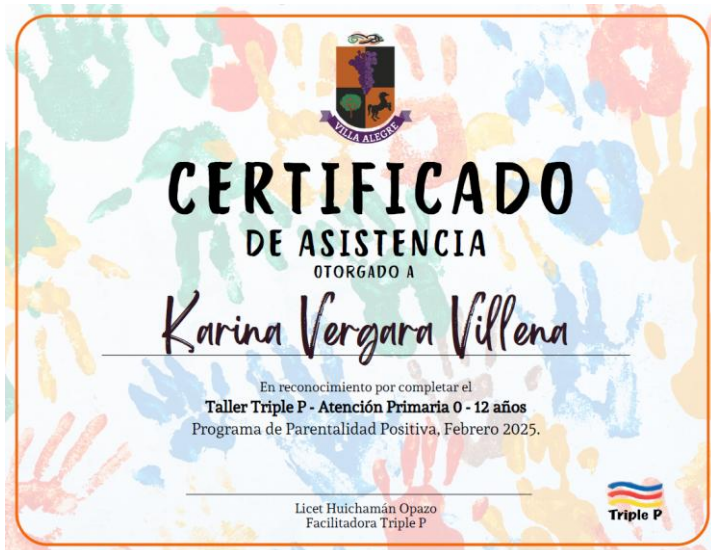 VILLA ALEGRE
CERTIFICADO
DE ASISTENCIA
OTORGADO A
Karina Vergara Villena
En reconocimiento por completar el
Taller Triple P - Atención Primaria 0 - 12 años
Programa de Parentalidad Positiva, Febrero 2025.
Licet Huichamán Opazo
Facilitadora Triple P
Triple P